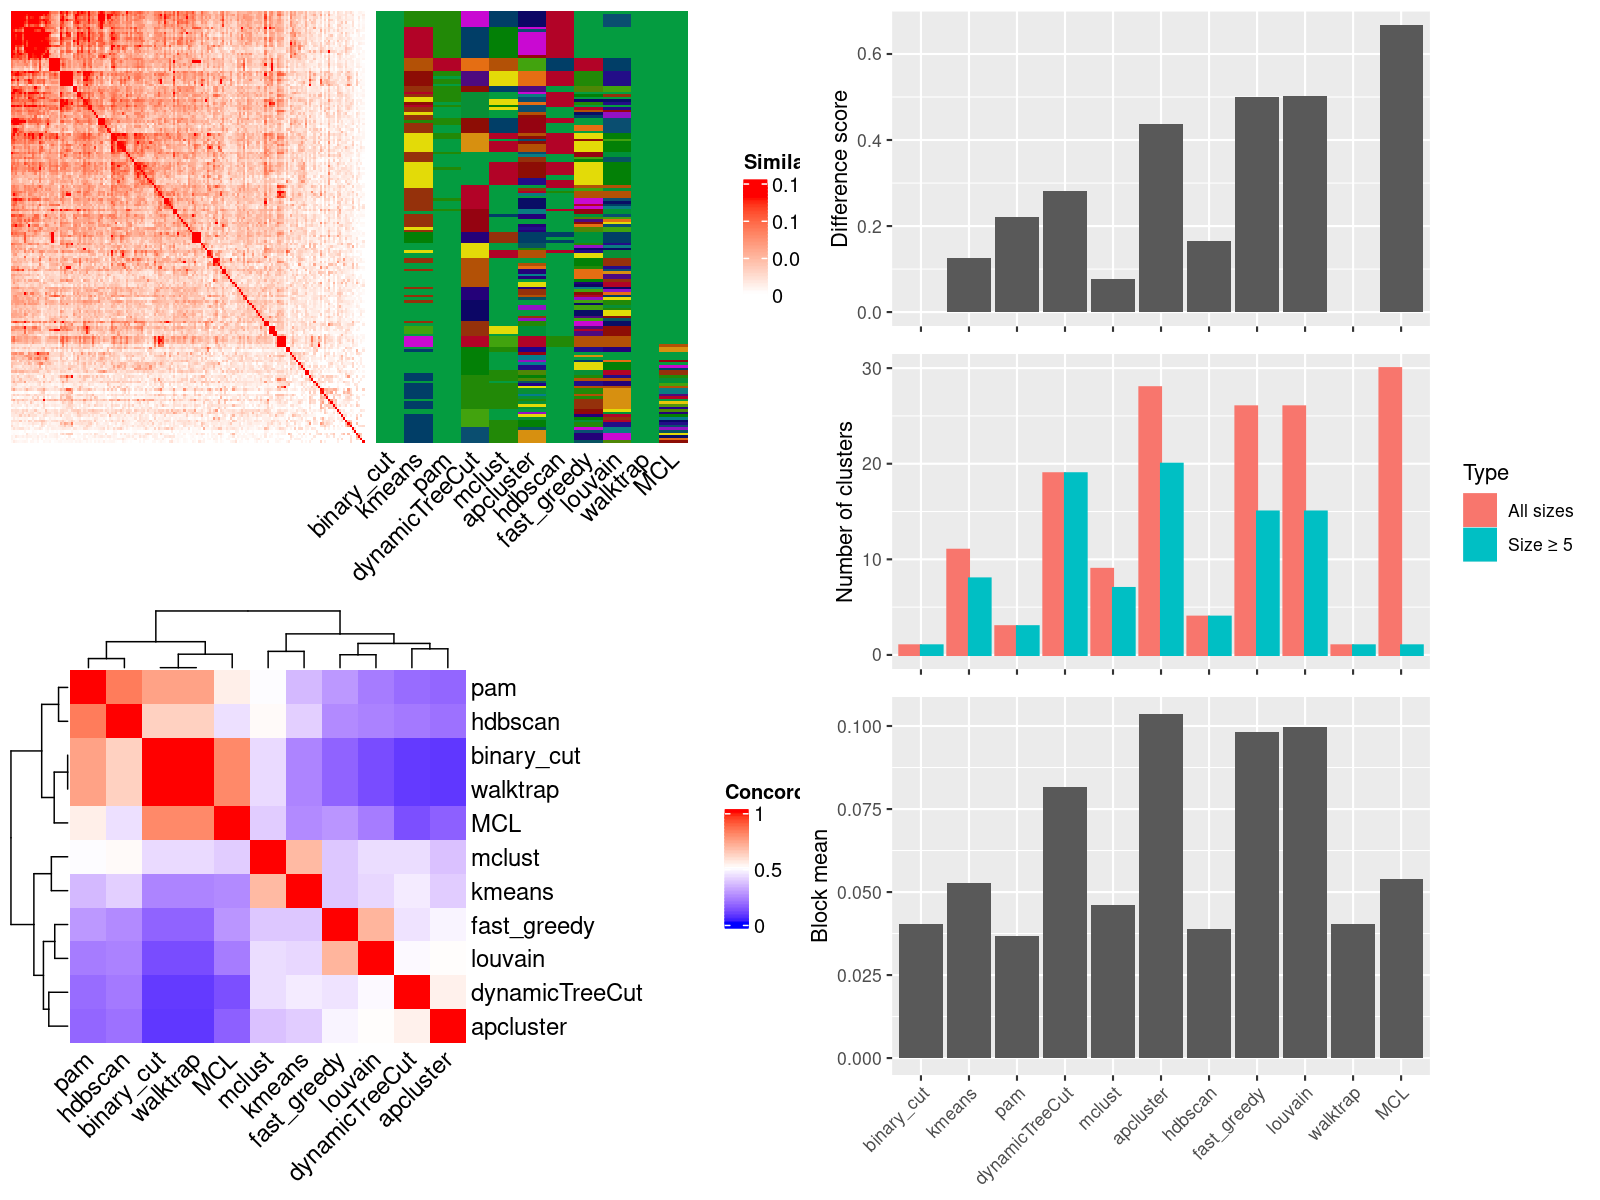 Simila
0.1
0.1
0.0
0
binary_cut
kmeans
pam
dynamicTreeCut
mclust
apcluster
hdbscan
fast_greedy
louvain
walktrap
MCL
Difference score
0.6
0.4
0.2
0.0
Number of clusters
30
20
10
0
Type
All sizes
Size ≥ 5
pam
hdbscan
binary_cut
walktrap
MCL
mclust
kmeans
fast_greedy
louvain
dynamicTreeCut
apcluster
pam
hdbscan
binary_cut
walktrap
MCL
mclust
kmeans
fast_greedy
louvain
dynamicTreeCut
apcluster
Concord
1
0.5
0
Block mean
0.100
0.075
0.050
0.025
0.000
binary_cut
kmeans
pam
dynamicTreeCut
mclust
apcluster
hdbscan
fast_greedy
louvain
walktrap
MCL